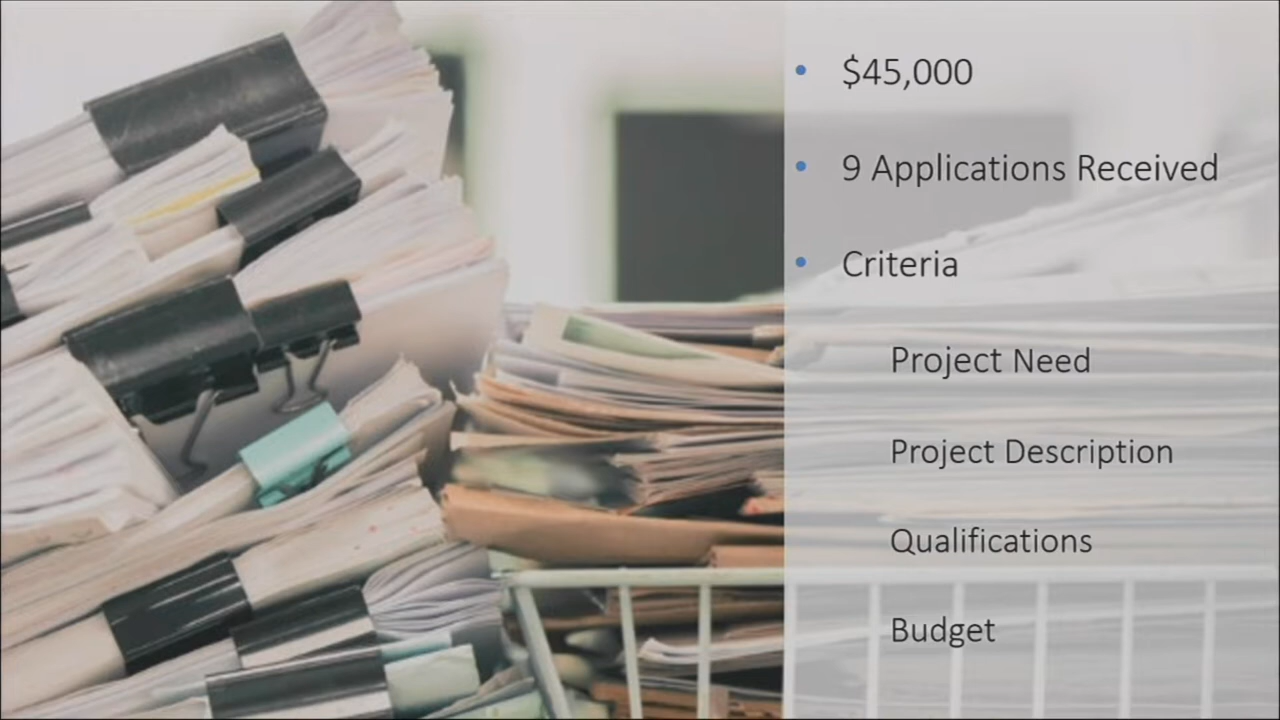 $45,000
9 Applications Received
Criteria
Project Need
Project Description
Qualifications
Budget